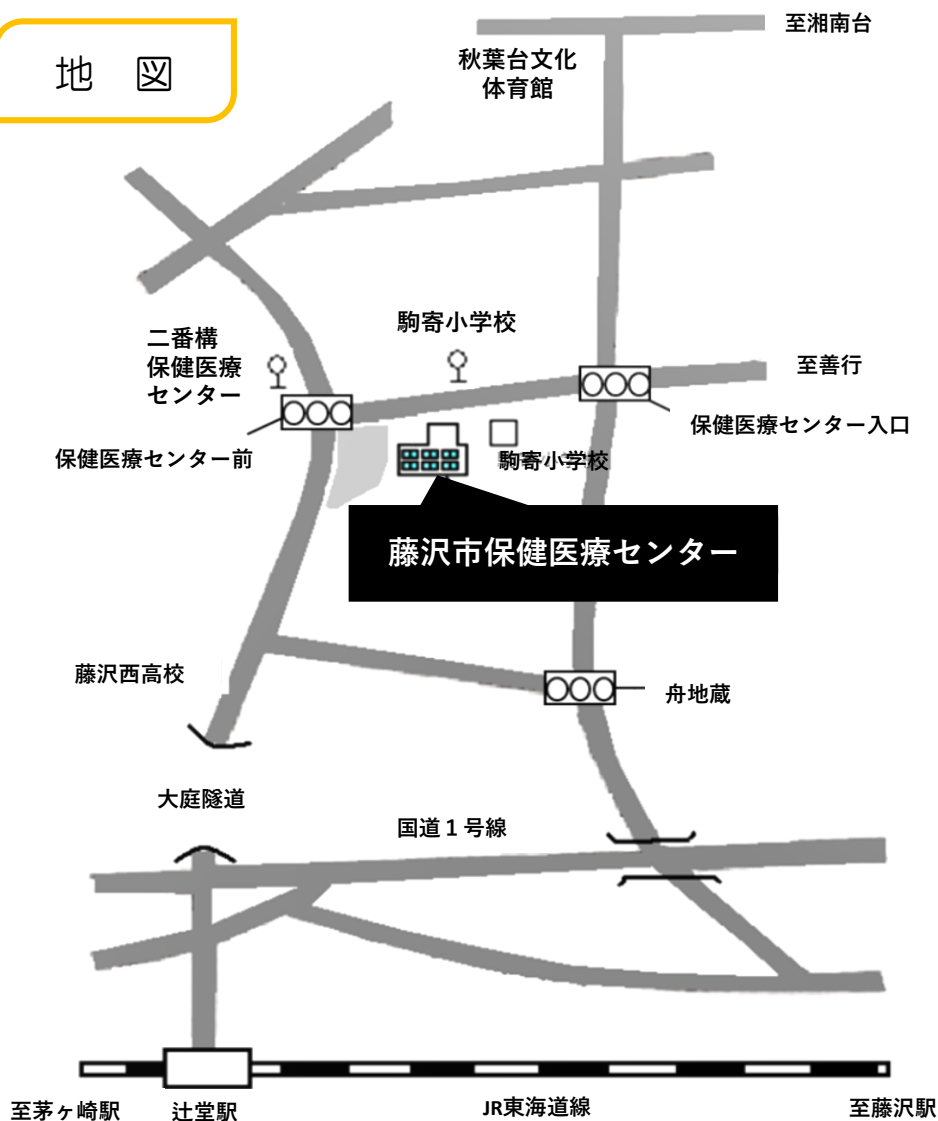 地 図
至湘南台
秋葉台文化
体育館
駒寄小学校
二番構
保健医療
センター
至善行
保健医療センター入口
保健医療センター前
駒寄小学校
藤沢市保健医療センター
藤沢西高校
舟地蔵
大庭隧道
国道１号線
至茅ヶ崎駅
辻堂駅
JR東海道線
至藤沢駅